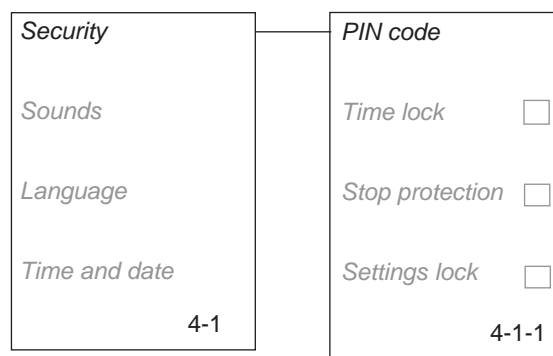 Security
Sounds
Language
Time and date
4-1
PIN code
Time lock
Stop protection
Settings lock
4-1-1